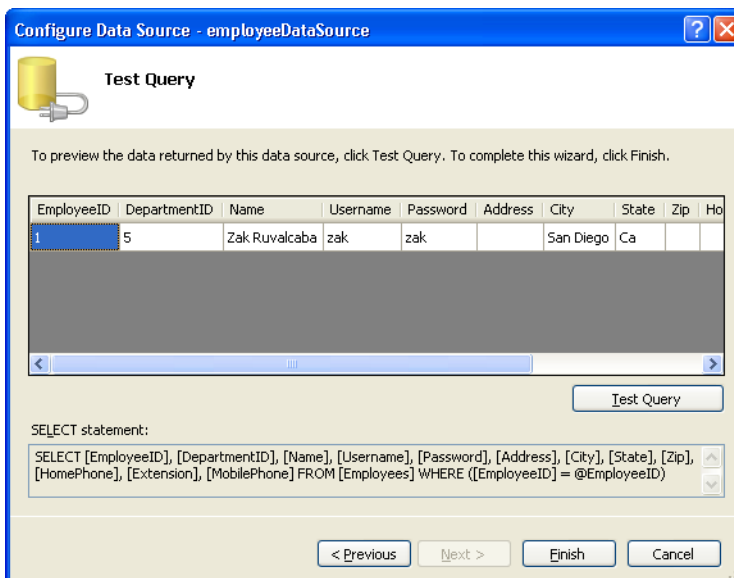 Configure Data Source - employeeDataSource
Test Query
To preview the data returned by this data source, click Test Query. To complete this wizard, click Finish.
EmployeeID DepartmentID Name Username Password Address City State Zip Ho
1 5 Zak Ruvalcaba zak zak San Diego Ca
Test Query
SELECT statement:
SELECT [EmployeeID], [DepartmentID], [Name], [Username], [Password], [Address], [City], [State], [Zip],
[HomePhone], [Extension], [MobilePhone] FROM [Employees] WHERE ([EmployeeID] = @EmployeeID)
< Previous Next > Finish Cancel